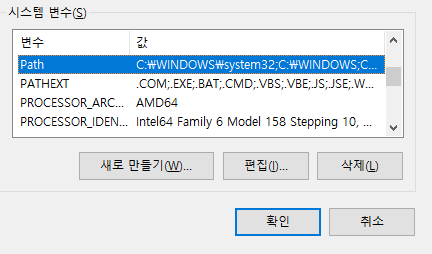 시스템 변수(S)
변수 값
Path C:₩WINDOWS₩system32;C:₩WINDOWS;C...
PATHEXT .COM;.EXE;.BAT;.CMD;.VBS;.VBE;.JS;.JSE;.W...
PROCESSOR_ARC... AMD64
PROCESSOR_IDEN... Intel64 Family 6 Model 158 Stepping 10, ...
새로 만들기(W)... 편집(I)... 삭제(L)
확인 취소